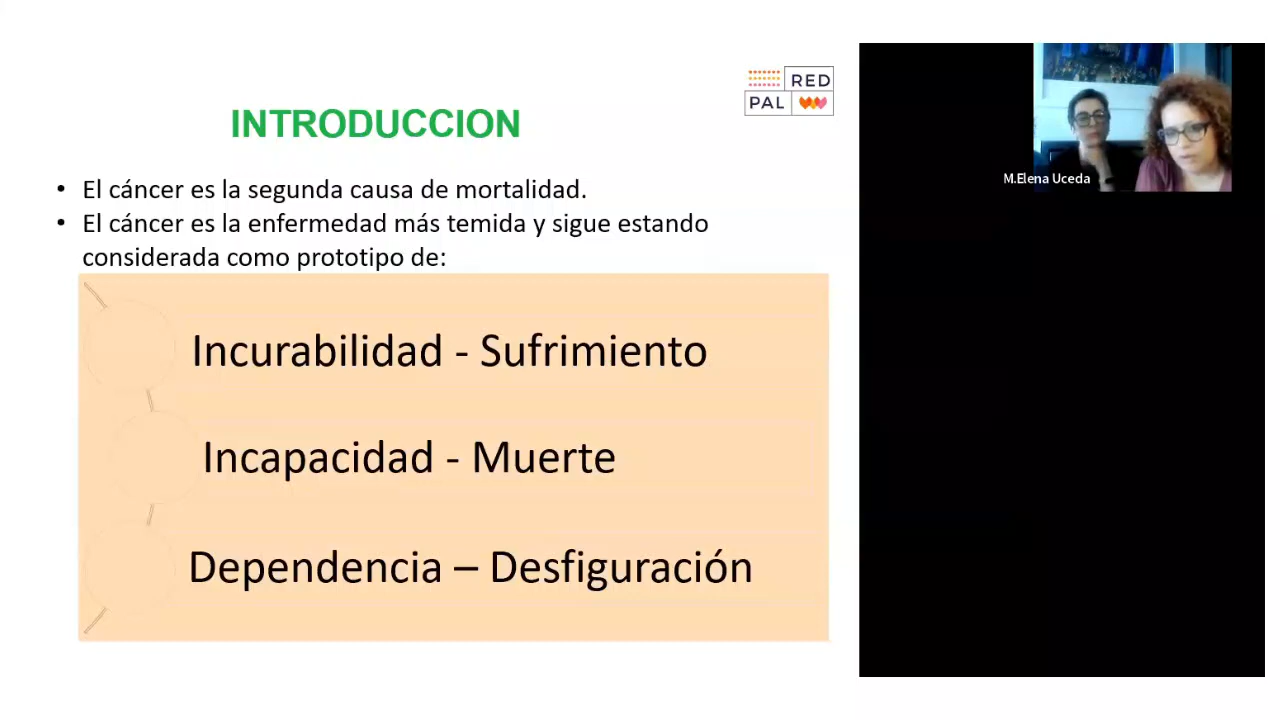 RED
PAL
INTRODUCCION
• El cáncer es la segunda causa de mortalidad.
• El cáncer es la enfermedad más temida y sigue estando
considerada como prototipo de:
Incurabilidad - Sufrimiento
Incapacidad - Muerte
Dependencia – Desfiguración
M.Elena Uceda